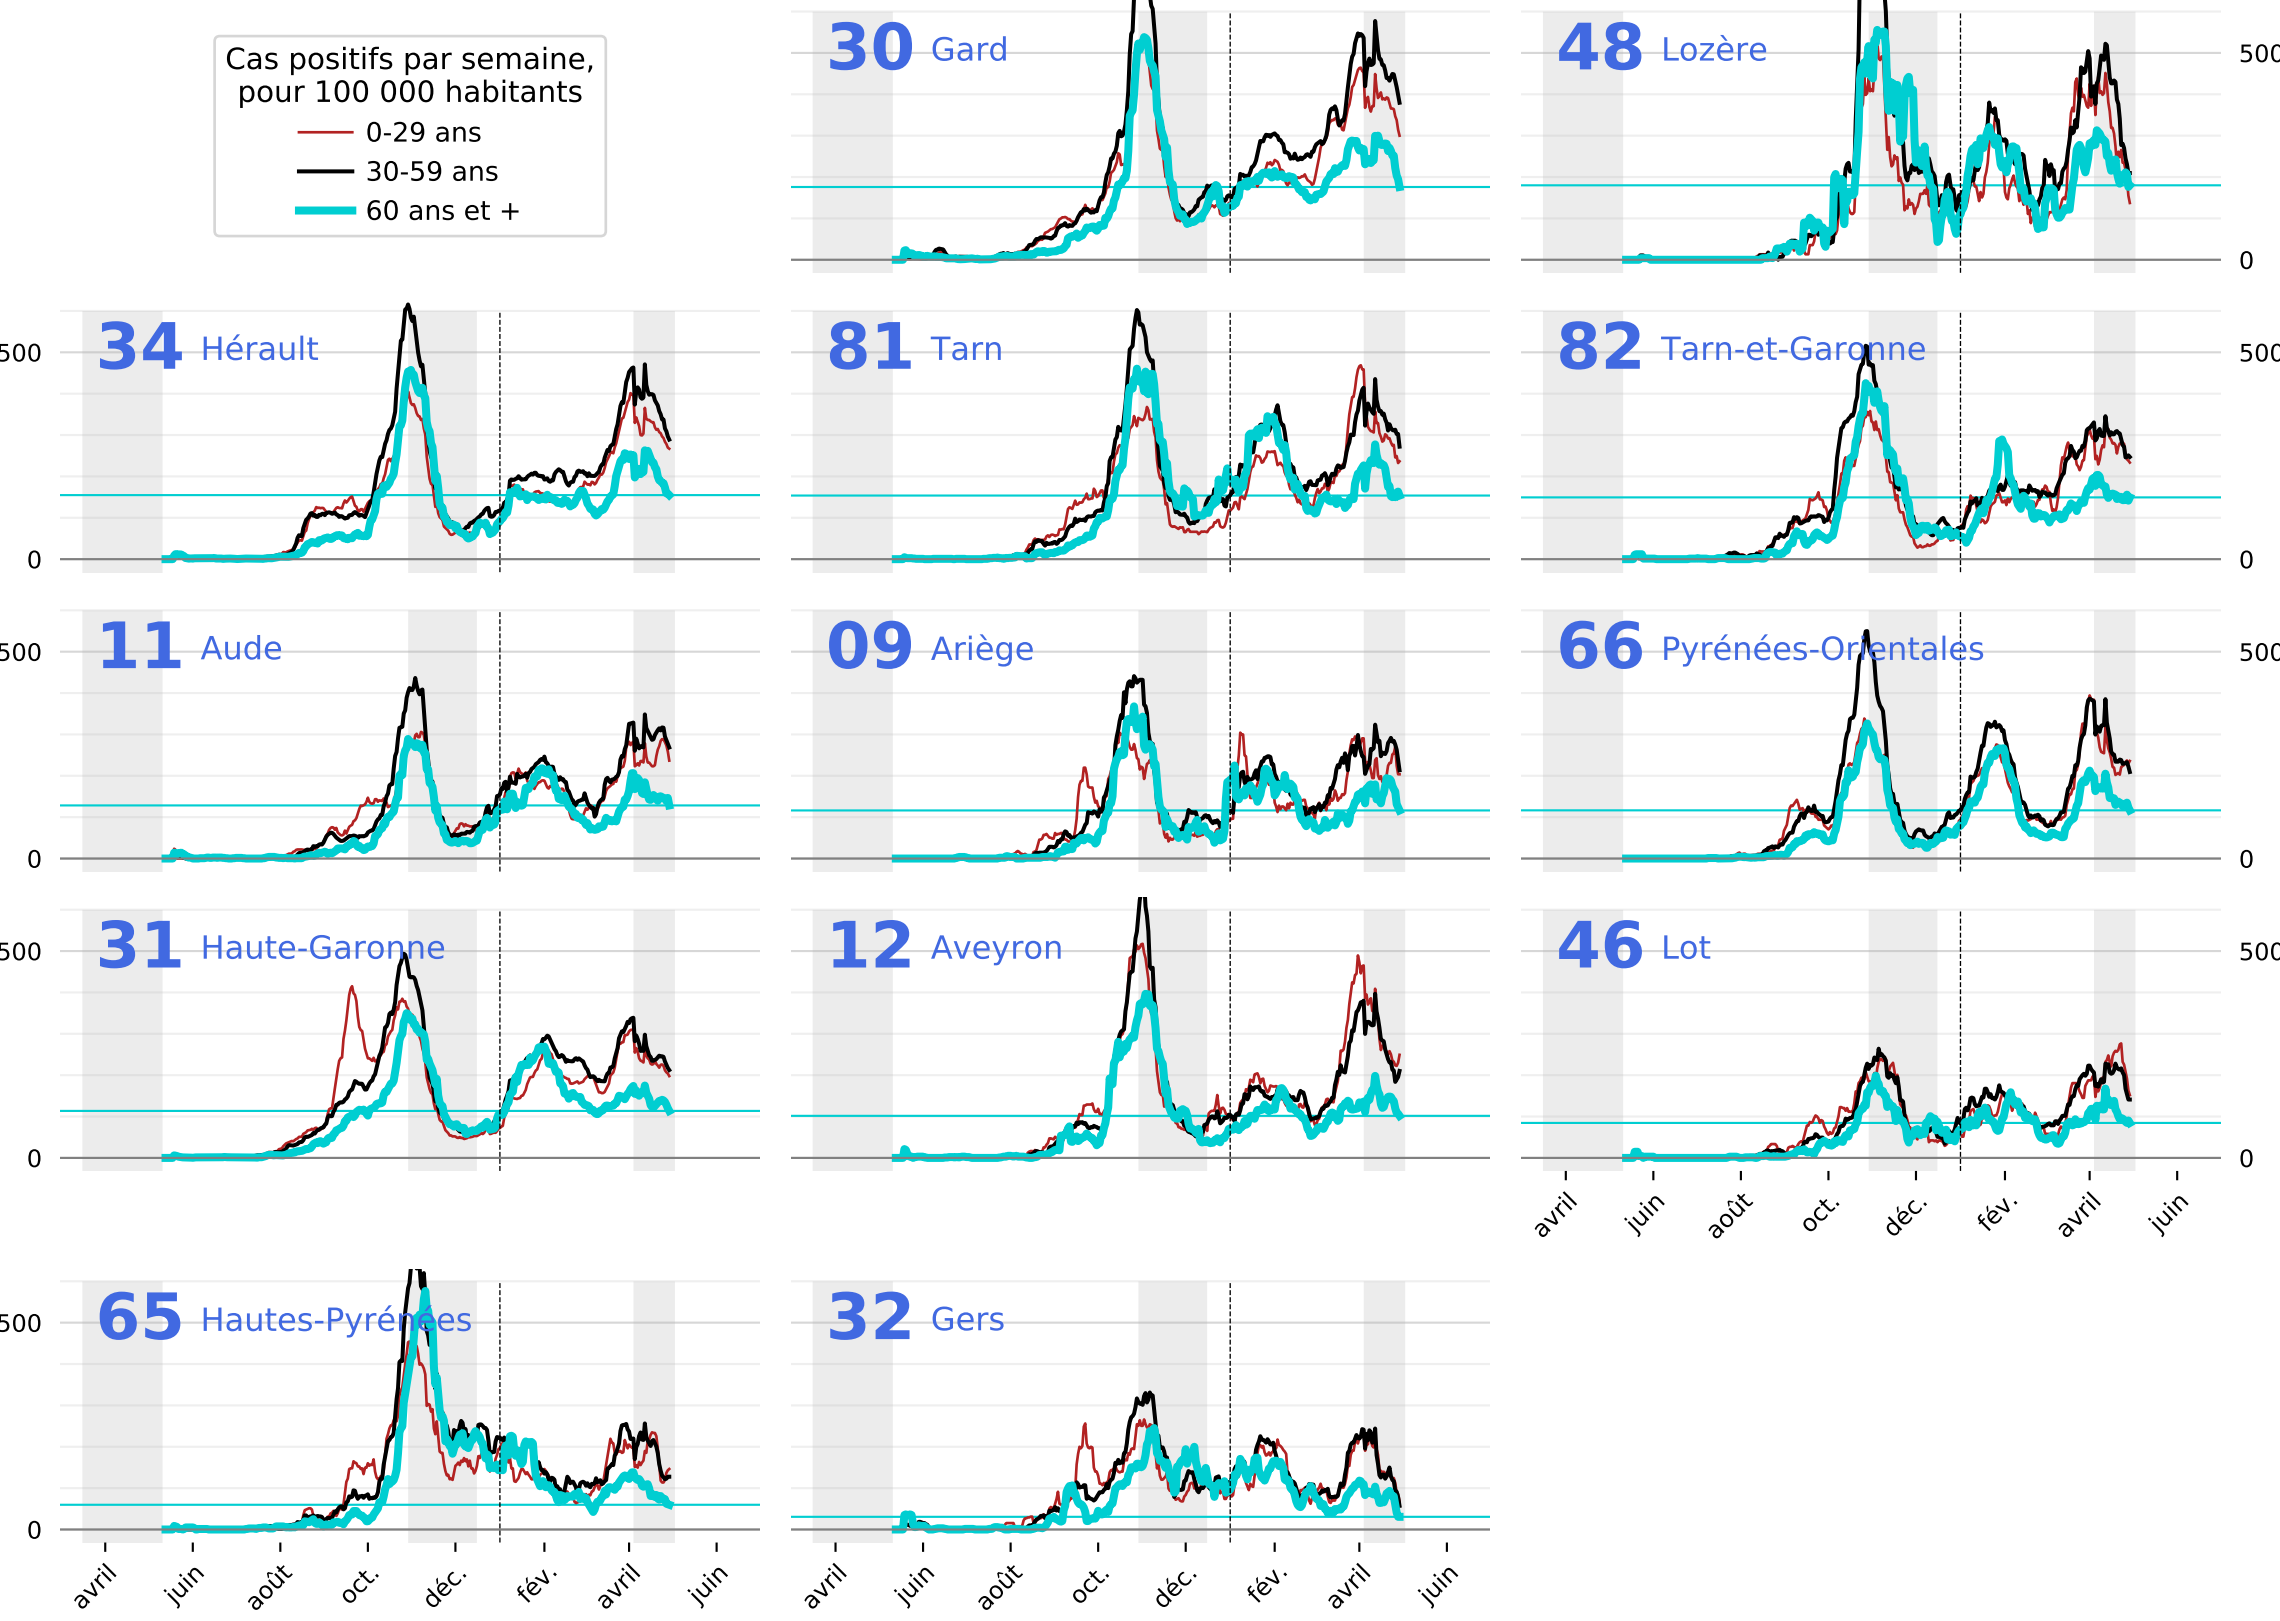 Cas positifs par semaine,
pour 100 000 habitants
0-29 ans
30-59 ans
60 ans et +
30 Gard
48 Lozère
500
0
34 Hérault
81 Tarn
82 Tarn-et-Garonne
500
0
500
0
11 Aude
09 Ariège
66 Pyrénées-Orientales
500
0
500
0
31 Haute-Garonne
12 Aveyron
46 Lot
500
0
500
0
avril juin août oct. déc. fév. avril juin
65 Hautes-Pyrénées
32 Gers
500
0
avril juin août oct. déc. fév. avril juin
avril juin août oct. déc. fév. avril juin